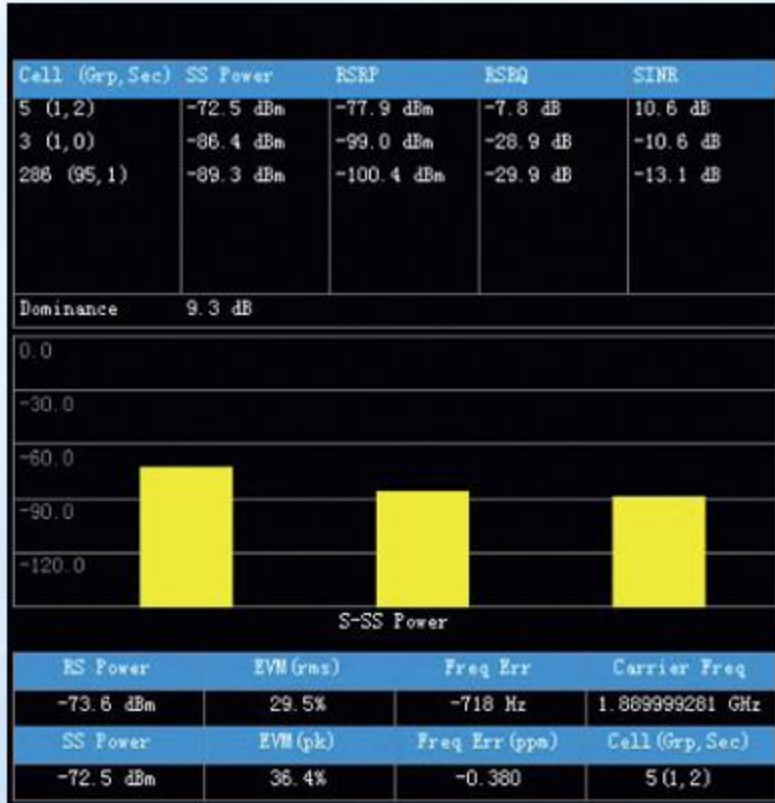 Cell (Grp,Sec) SS Power RSRP RSRQ SINR
5 (1,2) -72.5 dBm -77.9 dBm -7.8 dB 10.6 dB
3 (1,0) -86.4 dBm -99.0 dBm -28.9 dB -10.6 dB
286 (95,1) -89.3 dBm -100.4 dBm -29.9 dB -13.1 dB
Dominance 9.3 dB
0.0
-30.0
-60.0
-90.0
-120.0
S-SS Power
RS Power EVM(rms) Freq Err Carrier Freq
-73.6 dBm 29.5% -718 Hz 1.889999281 GHz
SS Power EVM(pk) Freq Err(ppm) Cell(Grp,Sec)
-72.5 dBm 36.4% -0.380 5(1,2)